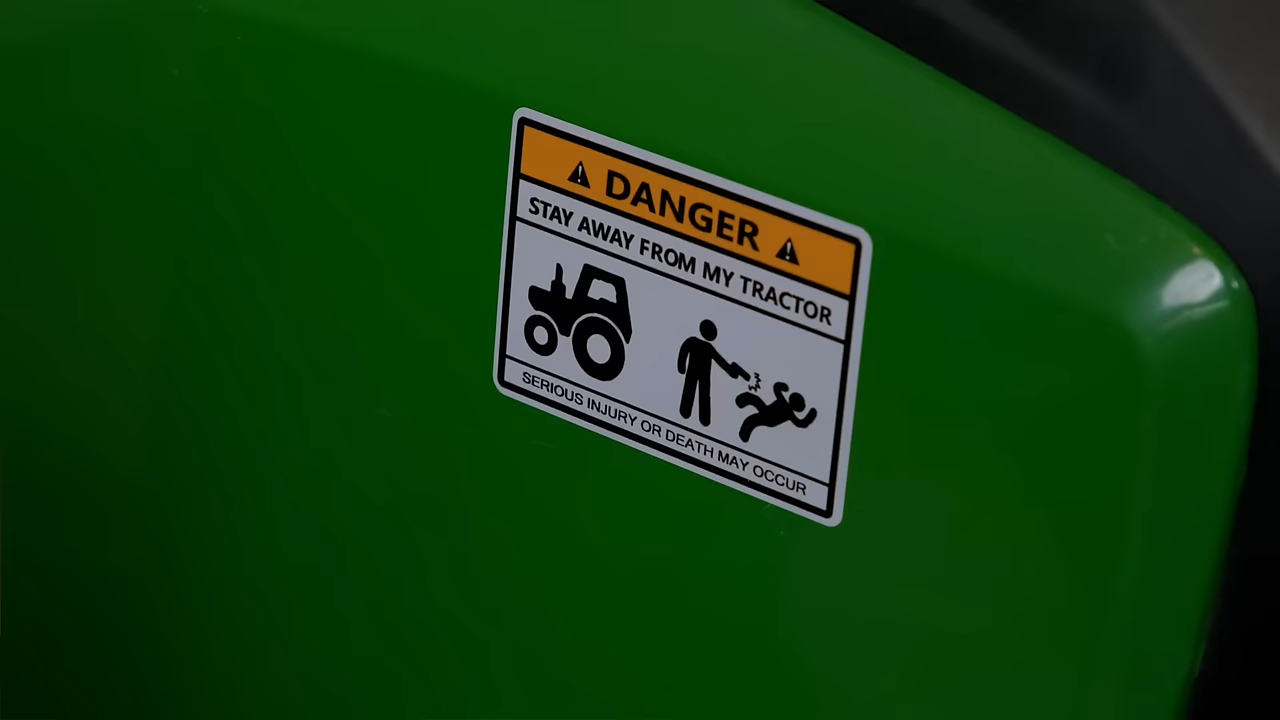 DANGER
STAY AWAY FROM MY TRACTOR
SERIOUS INJURY OR DEATH MAY OCCUR